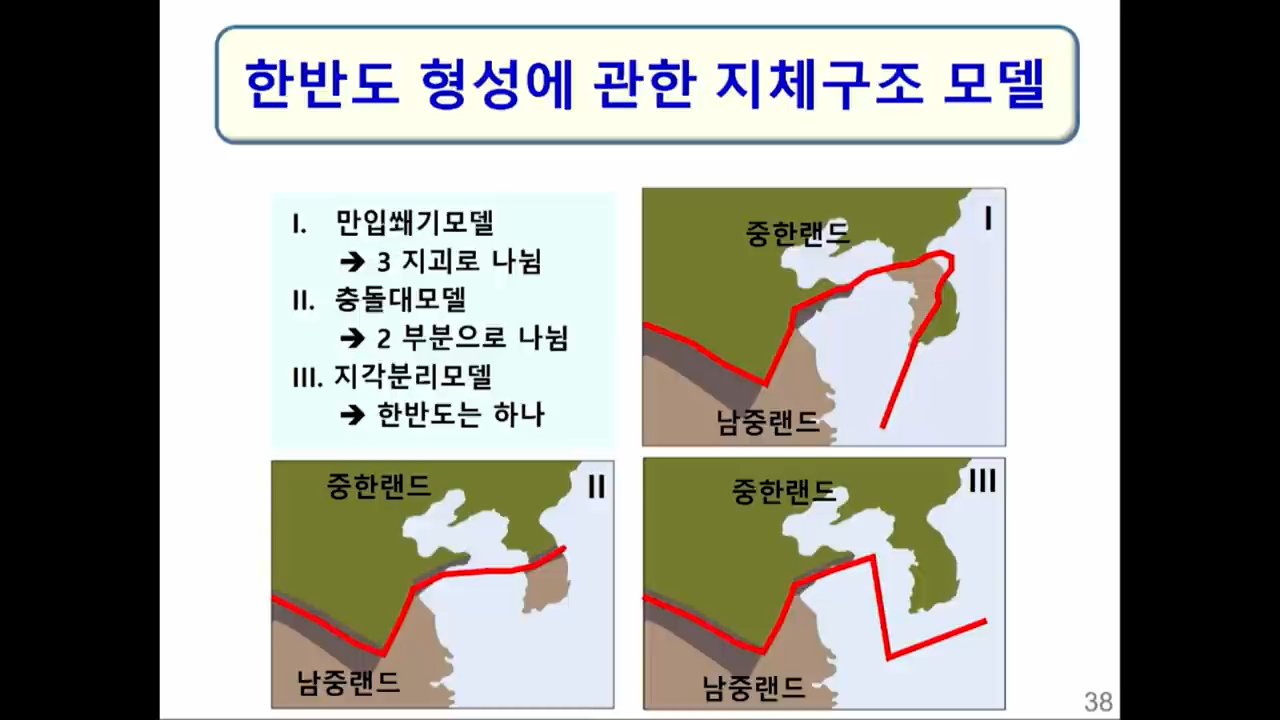 한반도 형성에 관한 지체구조 모델
I. 만입쐐기모델
➔ 3 지괴로 나뉨
II. 충돌대모델
➔ 2 부분으로 나뉨
III. 지각분리모델
➔ 한반도는 하나
I
중한랜드
남중랜드
II
중한랜드
남중랜드
III
중한랜드
남중랜드
38